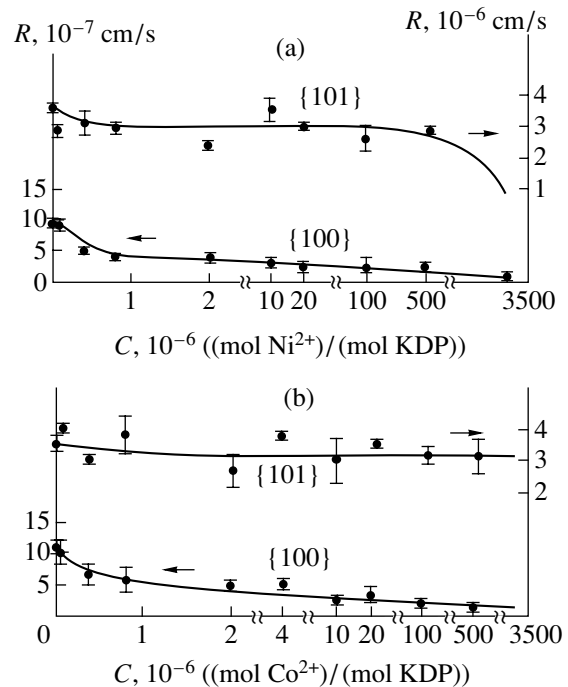 R, 10⁻⁷ cm/s
R, 10⁻⁶ cm/s
(a)
{101}
4
3
2
1
15
10
5
0
{100}
1 2 10 20 100 500 3500
C, 10⁻⁶ ((mol Ni²⁺)/(mol KDP))
(b)
4
3
2
{101}
15
10
5
{100}
0 1 2 4 10 20 100 500 3500
C, 10⁻⁶ ((mol Co²⁺)/(mol KDP))